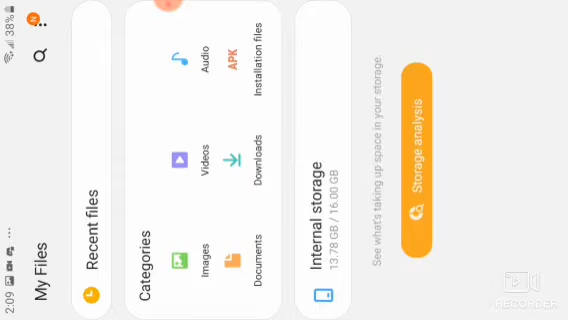 2:09 ... 38%
N
My Files
Recent files
Categories
Images
Videos
Audio
Documents
Downloads
APK
Installation files
Internal storage
13.78 GB / 16.00 GB
See what's taking up space in your storage.
Storage analysis
RECORDER